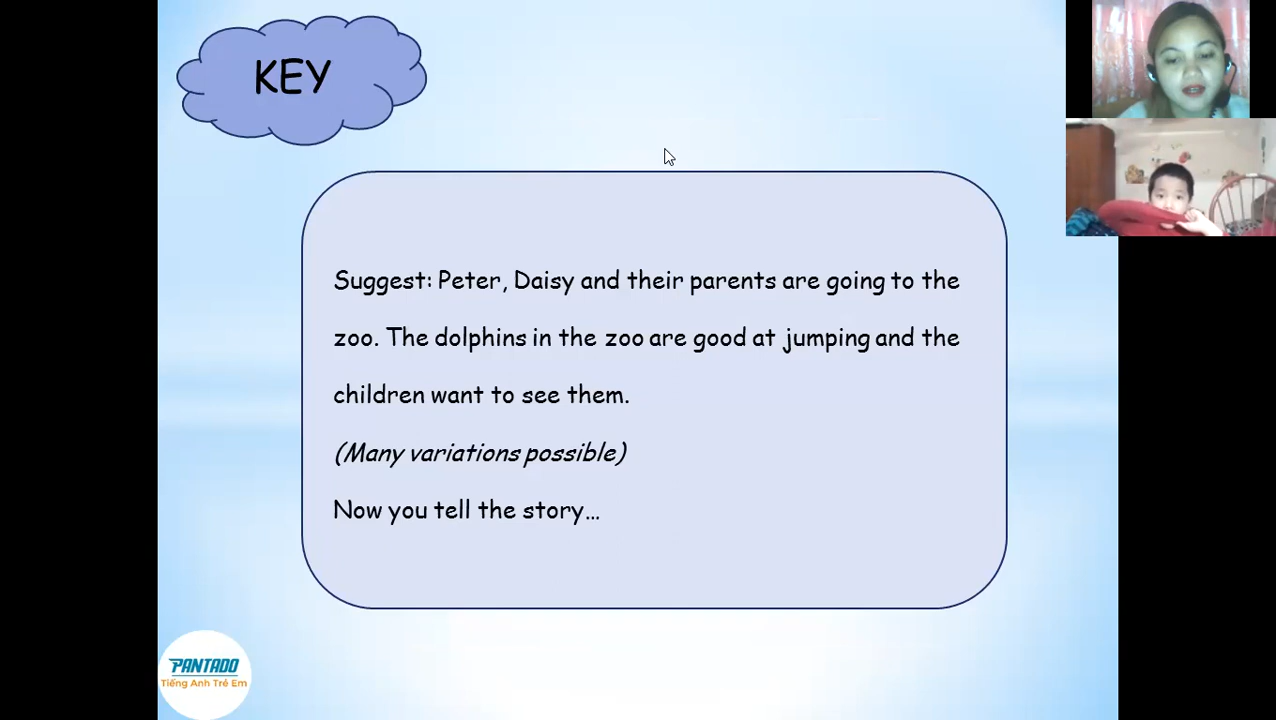 KEY
Suggest: Peter, Daisy and their parents are going to the
zoo. The dolphins in the zoo are good at jumping and the
children want to see them.
(Many variations possible)
Now you tell the story...
PANTADO
Tiếng Anh Trẻ Em